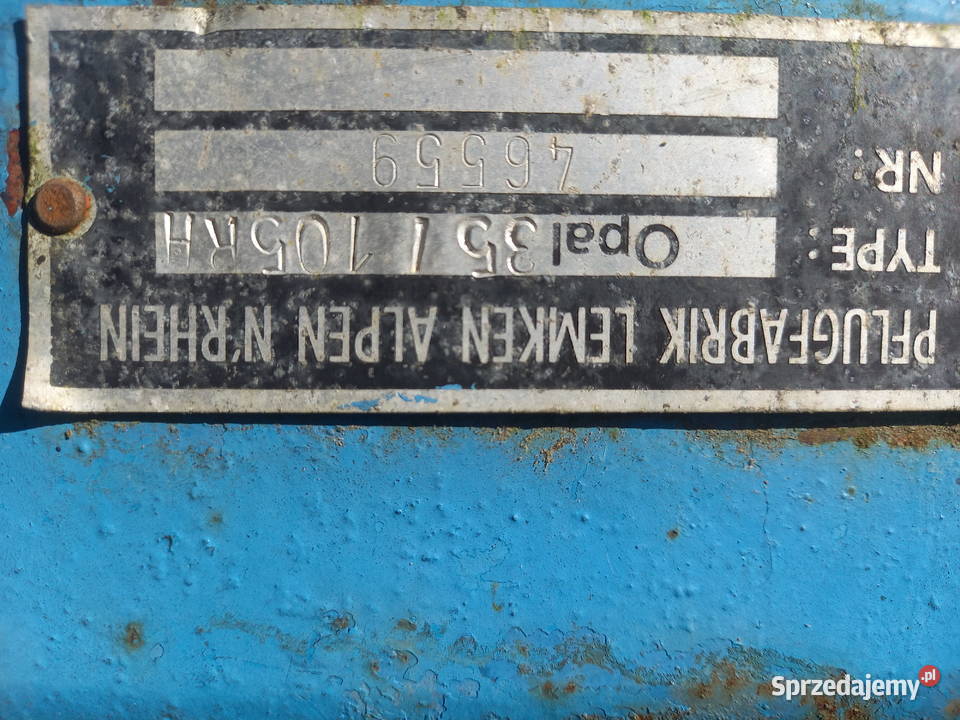 PFLUGFABRIK LEMKEN ALPEN N'RHEIN
TYPE: Opal 35 / 105RH
NR: 46559
Sprzedajemy.pl